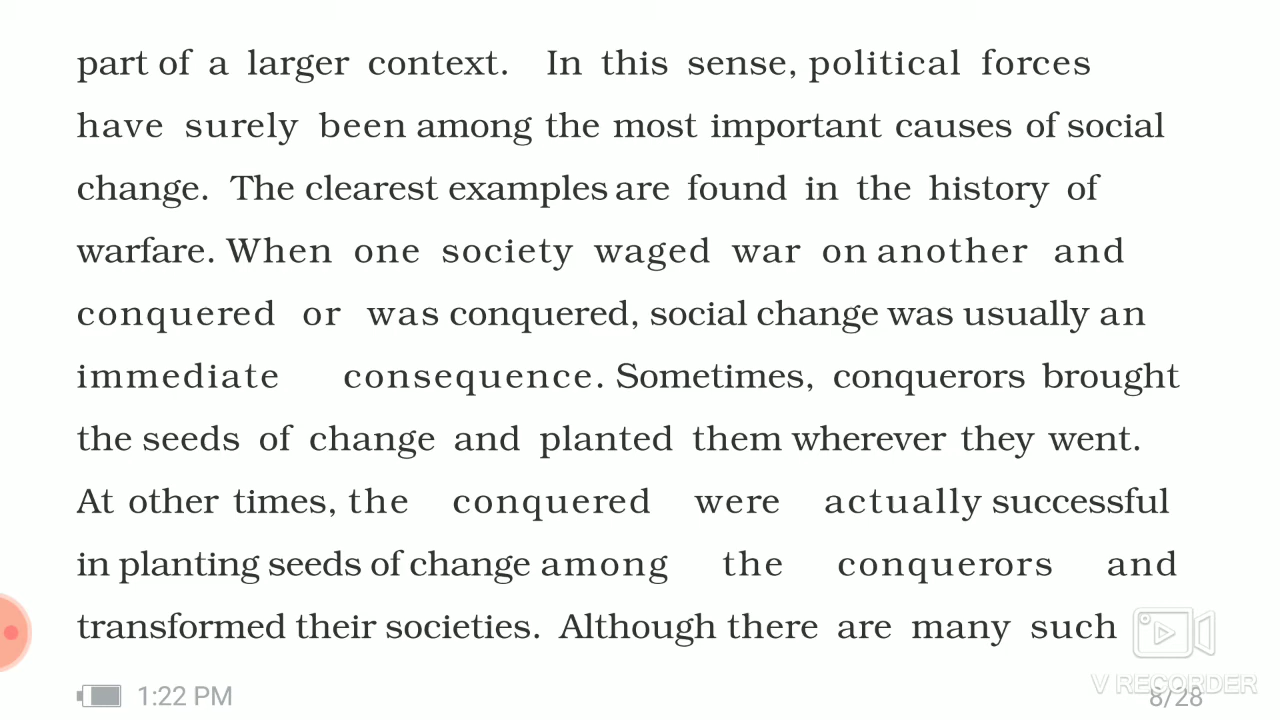 part of a larger context. In this sense, political forces
have surely been among the most important causes of social
change. The clearest examples are found in the history of
warfare. When one society waged war on another and
conquered or was conquered, social change was usually an
immediate consequence. Sometimes, conquerors brought
the seeds of change and planted them wherever they went.
At other times, the conquered were actually successful
in planting seeds of change among the conquerors and
transformed their societies. Although there are many such
V RECORDER
1:22 PM 8/28